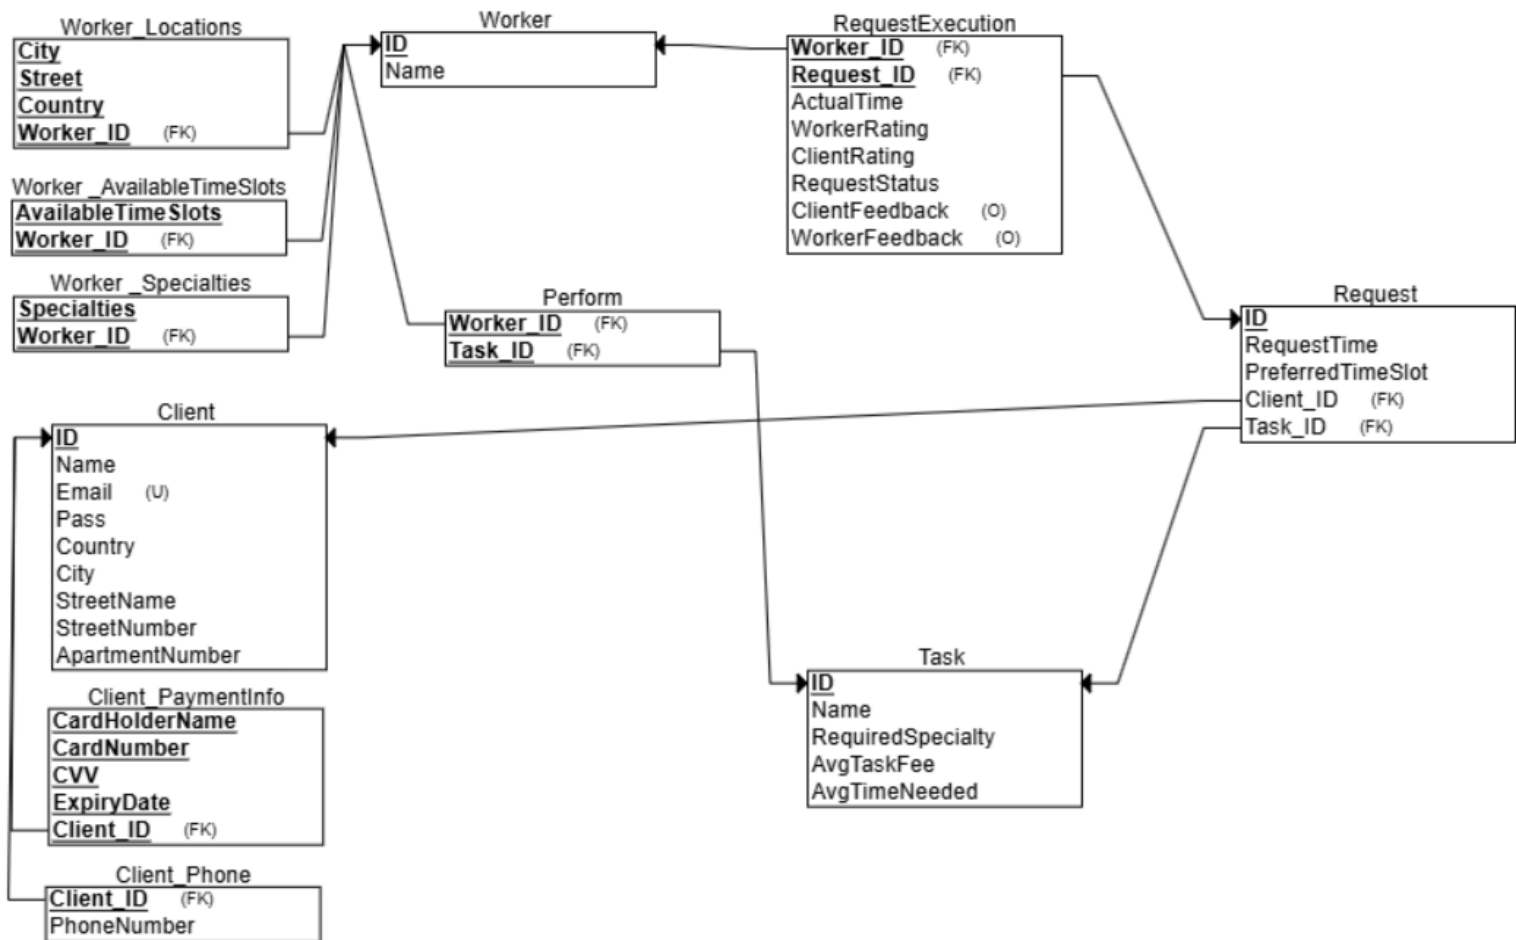 Worker_Locations
City
Street
Country
Worker_ID (FK)
Worker _AvailableTimeSlots
AvailableTimeSlots
Worker_ID (FK)
Worker _Specialties
Specialties
Worker_ID (FK)
Worker
ID
Name
RequestExecution
Worker_ID (FK)
Request_ID (FK)
ActualTime
WorkerRating
ClientRating
RequestStatus
ClientFeedback (O)
WorkerFeedback (O)
Perform
Worker_ID (FK)
Task_ID (FK)
Request
ID
RequestTime
PreferredTimeSlot
Client_ID (FK)
Task_ID (FK)
Client
ID
Name
Email (U)
Pass
Country
City
StreetName
StreetNumber
ApartmentNumber
Client_PaymentInfo
CardHolderName
CardNumber
CVV
ExpiryDate
Client_ID (FK)
Client_Phone
Client_ID (FK)
PhoneNumber
Task
ID
Name
RequiredSpecialty
AvgTaskFee
AvgTimeNeeded